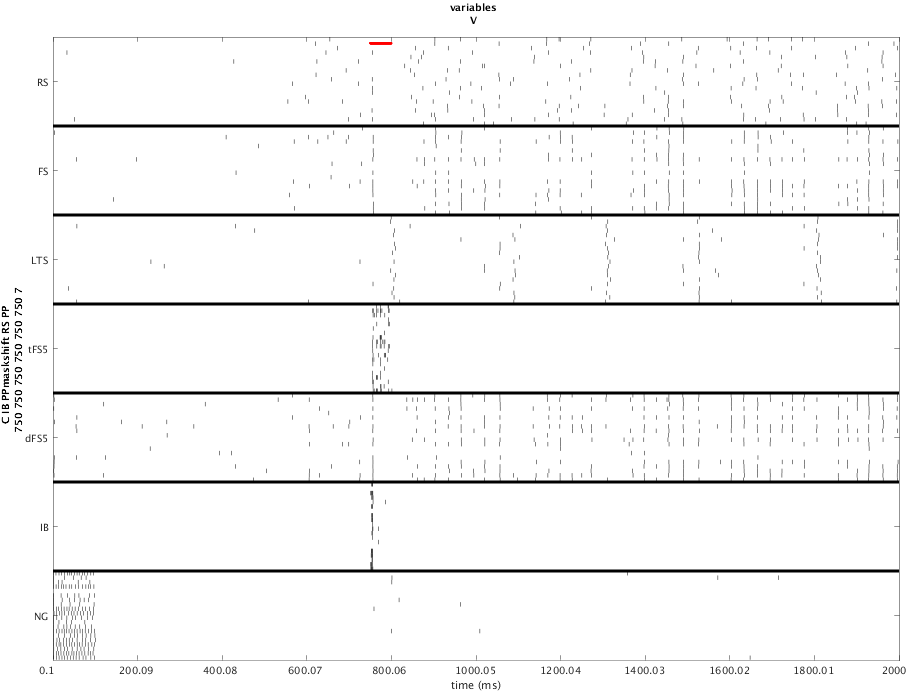 variables
V
RS
FS
LTS
tFS5
dFS5
IB
NG
C IB PPmaskshift RS PP
750 750 750 750 750 750 7
0.1 200.09 400.08 600.07 800.06 1000.05 1200.04 1400.03 1600.02 1800.01 2000
time (ms)